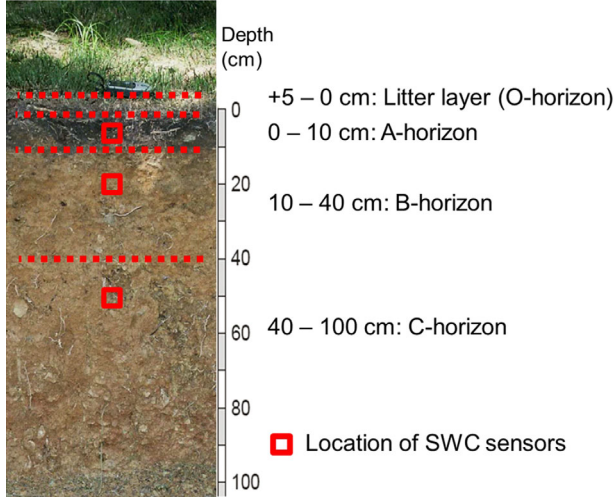 Depth
(cm)
+5 – 0 cm: Litter layer (O-horizon)
0
0 – 10 cm: A-horizon
20
10 – 40 cm: B-horizon
40
60
40 – 100 cm: C-horizon
80
Location of SWC sensors
100